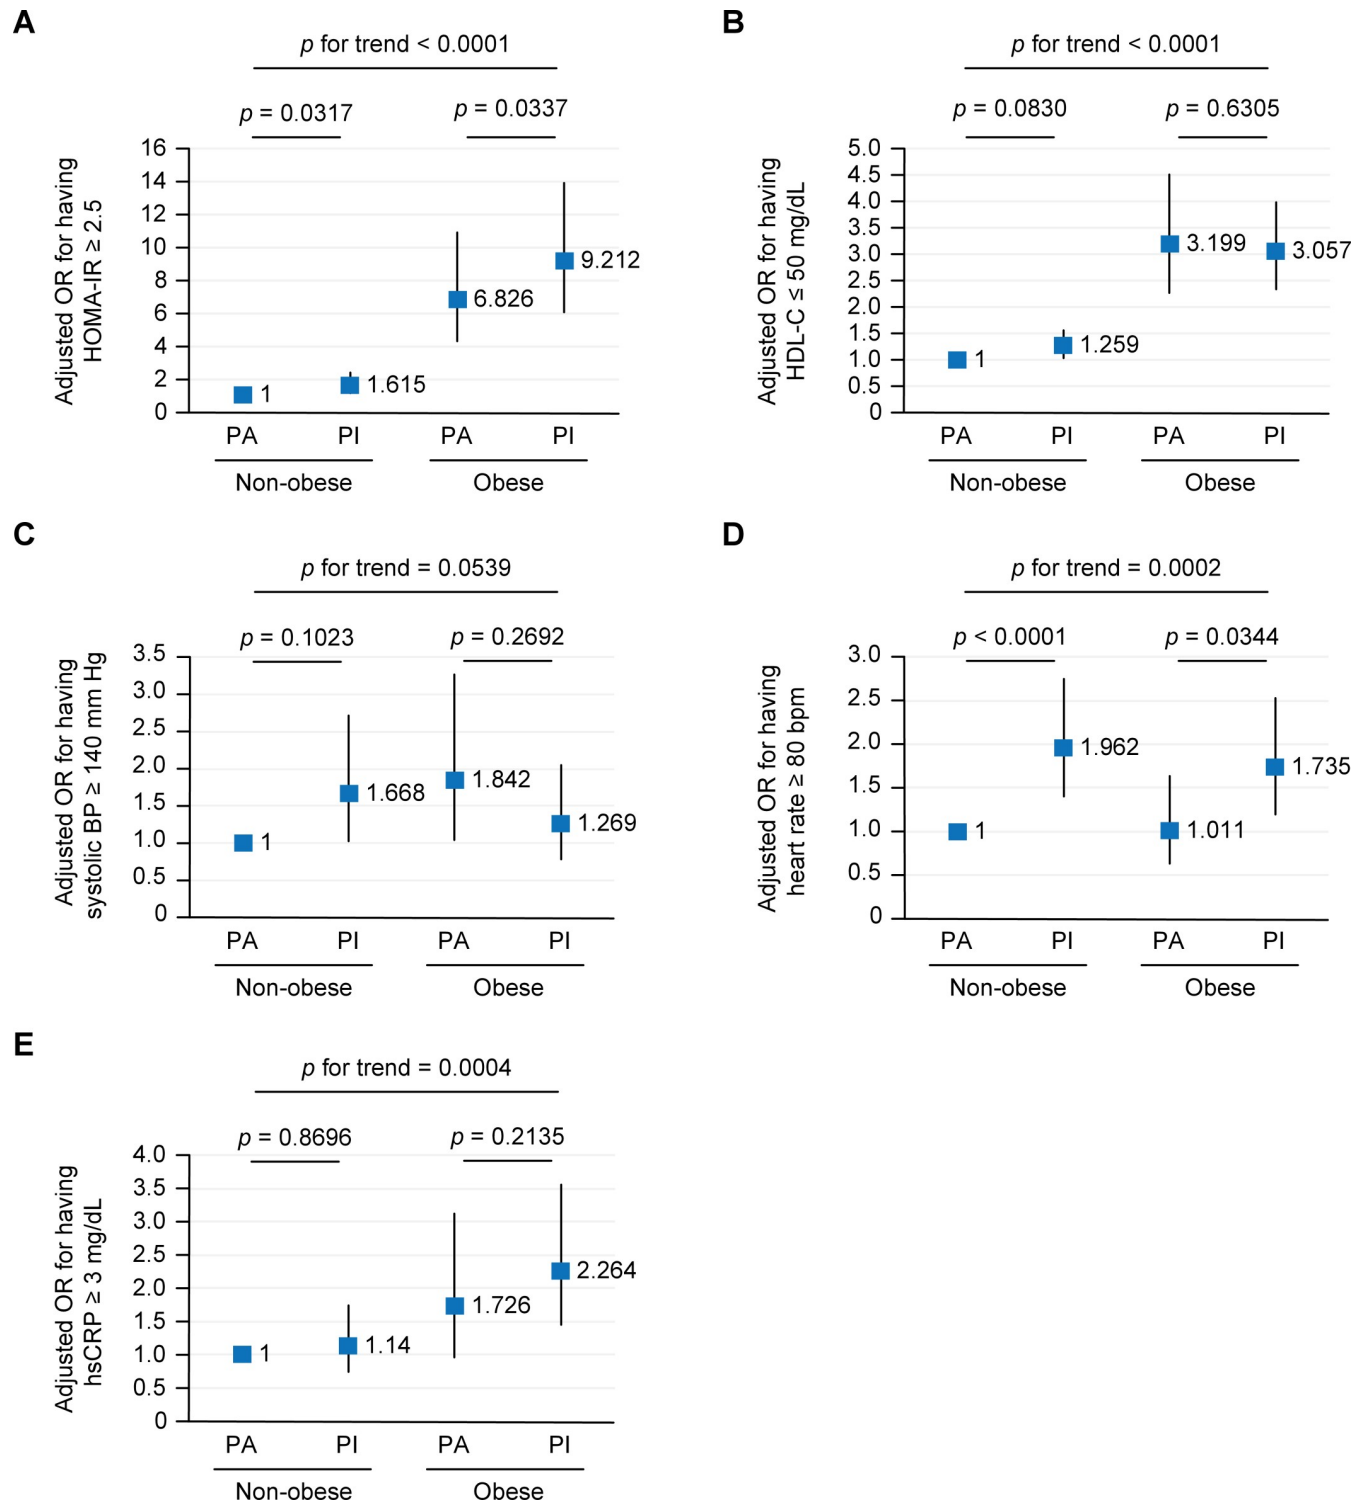 A
p for trend < 0.0001
p = 0.0317
p = 0.0337
Adjusted OR for having
HOMA-IR ≥ 2.5
16
14
12
10
8
6
4
2
0
1
1.615
6.826
9.212
PA
PI
PA
PI
Non-obese
Obese
B
p for trend < 0.0001
p = 0.0830
p = 0.6305
Adjusted OR for having
HDL-C ≤ 50 mg/dL
5.0
4.5
4.0
3.5
3.0
2.5
2.0
1.5
1.0
0.5
0
1
1.259
3.199
3.057
PA
PI
PA
PI
Non-obese
Obese
C
p for trend = 0.0539
p = 0.1023
p = 0.2692
Adjusted OR for having
systolic BP ≥ 140 mm Hg
3.5
3.0
2.5
2.0
1.5
1.0
0.5
0
1
1.668
1.842
1.269
PA
PI
PA
PI
Non-obese
Obese
D
p for trend = 0.0002
p < 0.0001
p = 0.0344
Adjusted OR for having
heart rate ≥ 80 bpm
3.0
2.5
2.0
1.5
1.0
0.5
0
1
1.962
1.011
1.735
PA
PI
PA
PI
Non-obese
Obese
E
p for trend = 0.0004
p = 0.8696
p = 0.2135
Adjusted OR for having
hsCRP ≥ 3 mg/dL
4.0
3.5
3.0
2.5
2.0
1.5
1.0
0.5
0
1
1.14
1.726
2.264
PA
PI
PA
PI
Non-obese
Obese